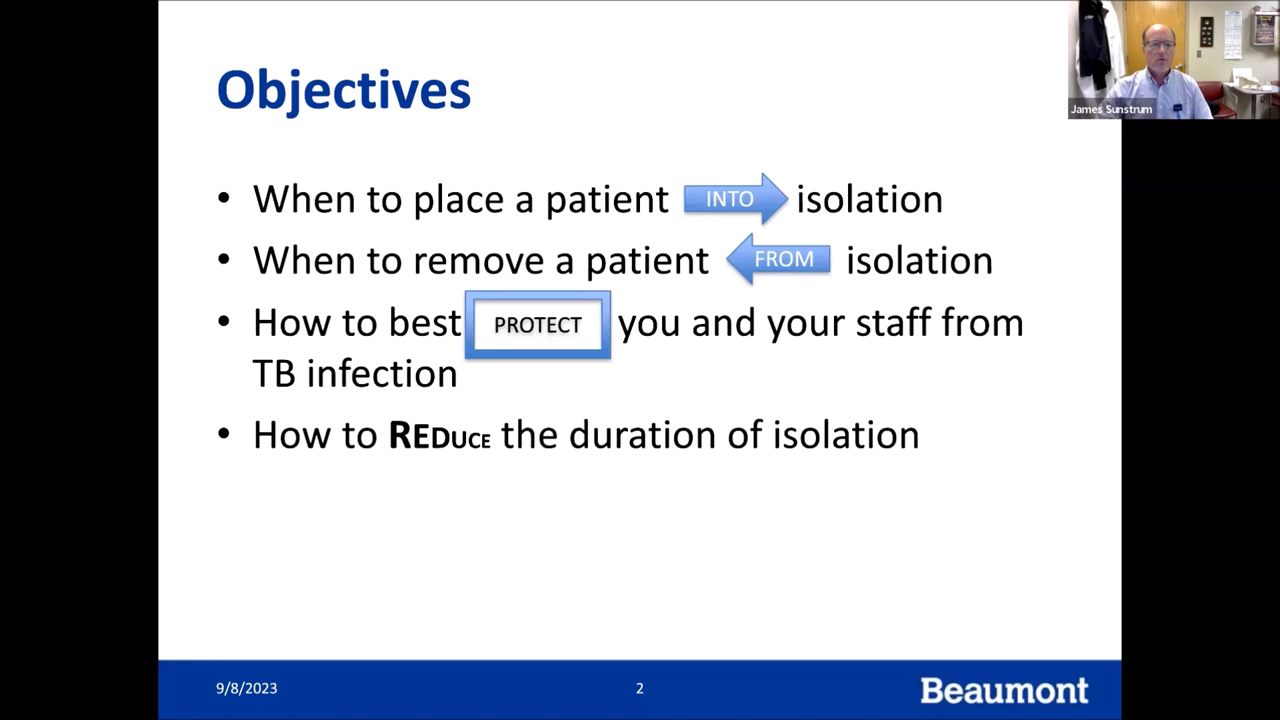 Objectives
• When to place a patient INTO isolation
• When to remove a patient FROM isolation
• How to best PROTECT you and your staff from
TB infection
• How to REDUCE the duration of isolation
James Sunstrum
9/8/2023
2
Beaumont